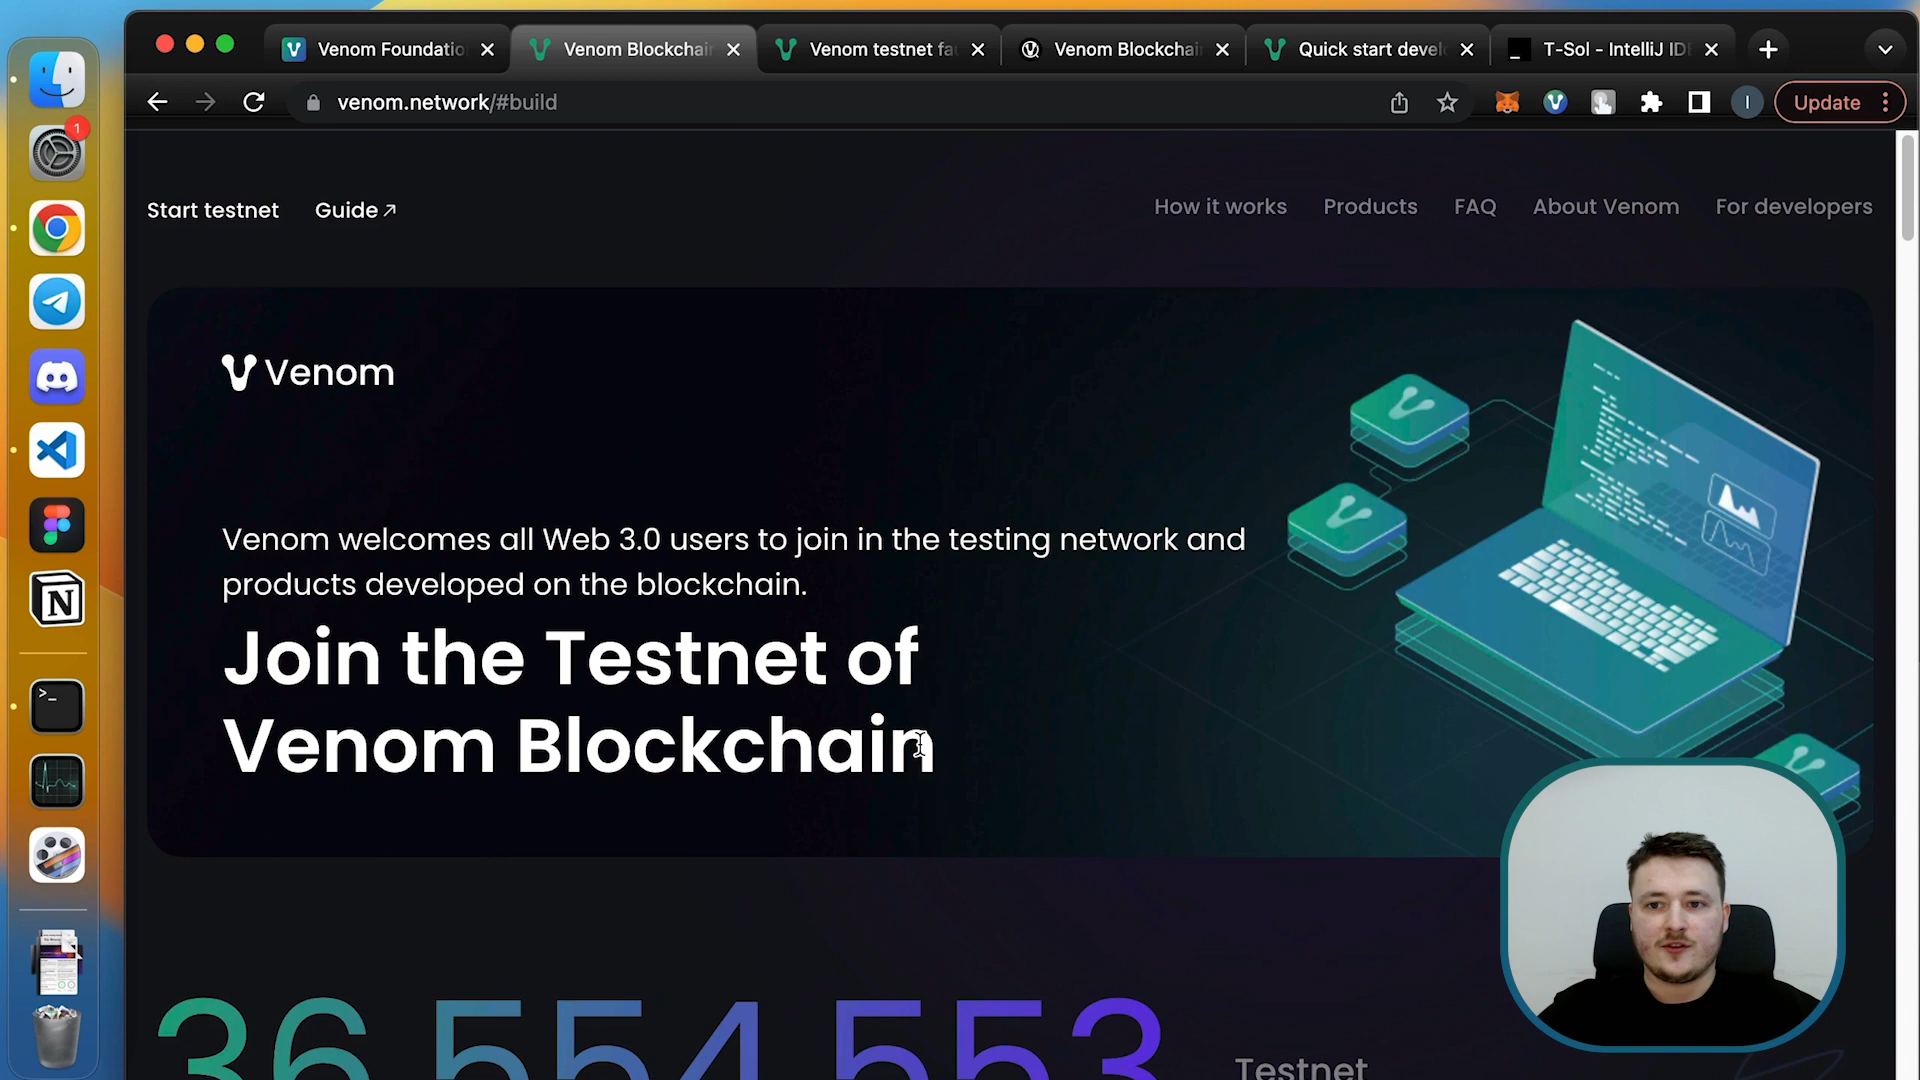 Venom Foundatio
Venom Blockchai
Venom testnet fa
Venom Blockchai
Quick start devel
T-Sol - IntelliJ ID
venom.network/#build
I
Update
1
Start testnet
Guide
How it works
Products
FAQ
About Venom
For developers
Venom
Venom welcomes all Web 3.0 users to join in the testing network and
products developed on the blockchain.
Join the Testnet of
Venom Blockchain
36 554 553
Testnet